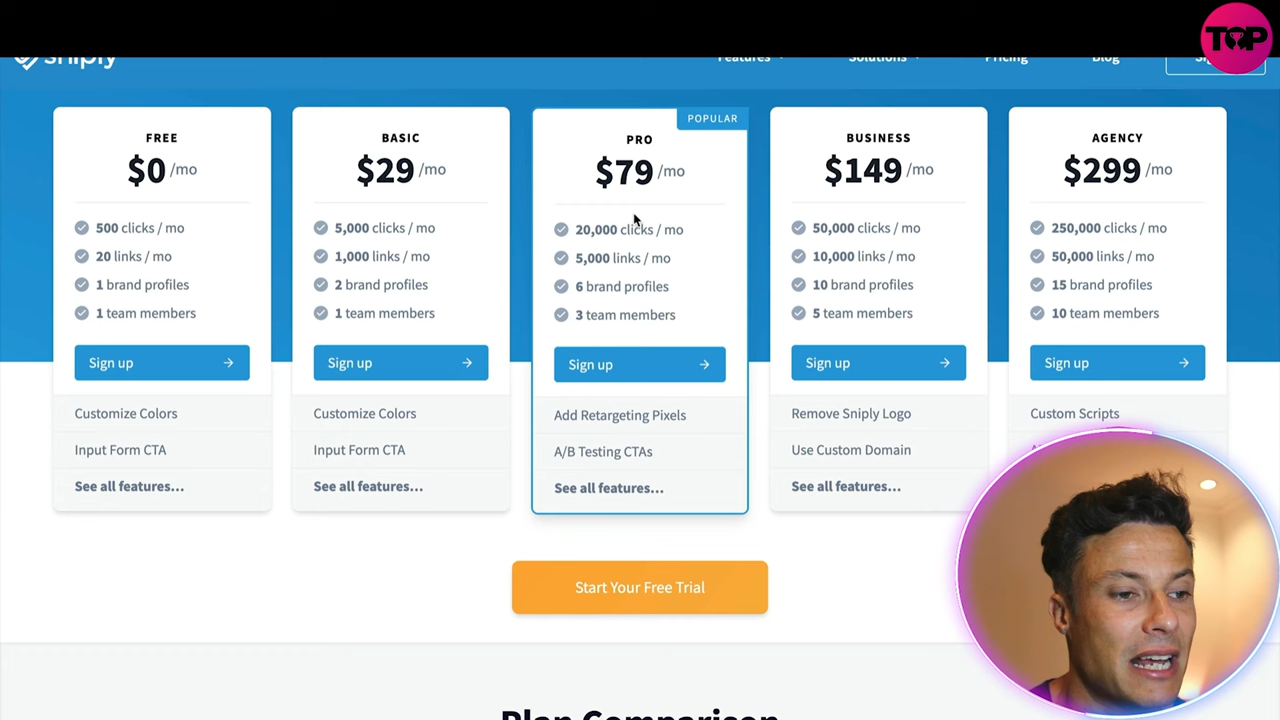 TOP
Sniply
Features
Solutions
Pricing
Blog
FREE
$0 /mo
500 clicks / mo
20 links / mo
1 brand profiles
1 team members
Sign up
Customize Colors
Input Form CTA
See all features...
BASIC
$29 /mo
5,000 clicks / mo
1,000 links / mo
2 brand profiles
1 team members
Sign up
Customize Colors
Input Form CTA
See all features...
POPULAR
PRO
$79 /mo
20,000 clicks / mo
5,000 links / mo
6 brand profiles
3 team members
Sign up
Add Retargeting Pixels
A/B Testing CTAs
See all features...
BUSINESS
$149 /mo
50,000 clicks / mo
10,000 links / mo
10 brand profiles
5 team members
Sign up
Remove Sniply Logo
Use Custom Domain
See all features...
AGENCY
$299 /mo
250,000 clicks / mo
50,000 links / mo
15 brand profiles
10 team members
Sign up
Custom Scripts
Start Your Free Trial
Plan Comparison